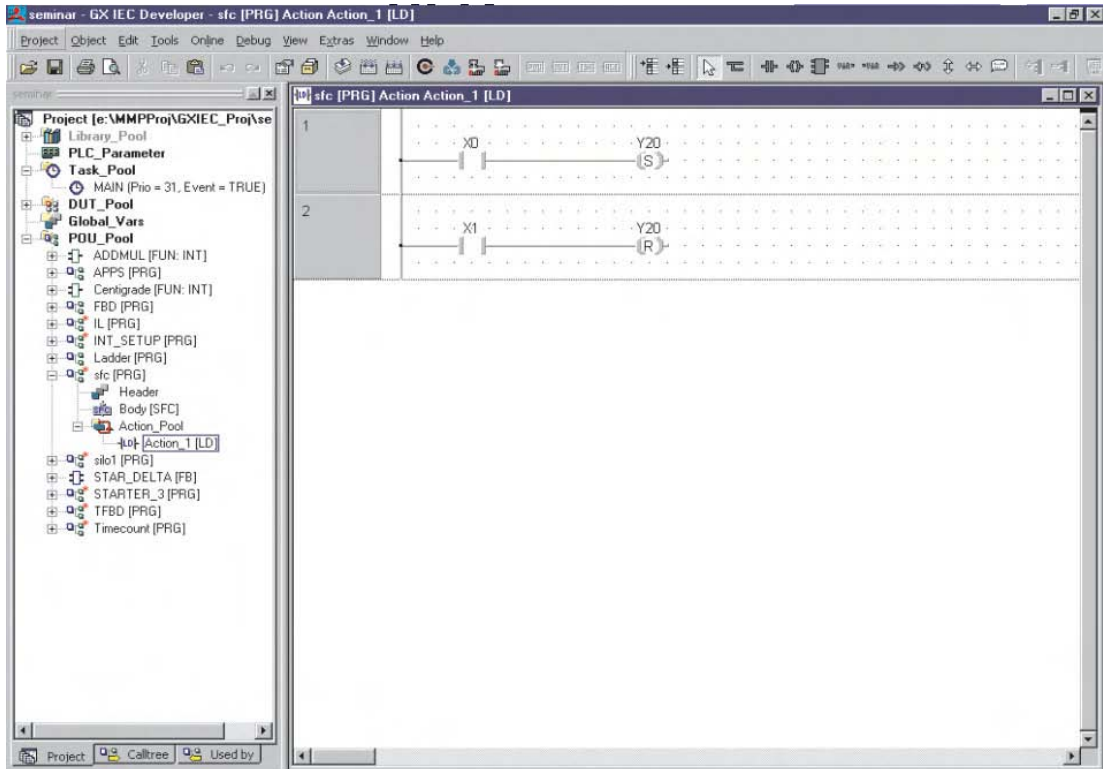 seminar - GX IEC Developer - sfc [PRG] Action Action_1 [LD]
Project Object Edit Tools Online Debug View Extras Window Help
seminar
Project [e:\MMPProj\GXIEC_Proj\se
Library_Pool
PLC_Parameter
Task_Pool
MAIN (Prio = 31, Event = TRUE)
DUT_Pool
Global_Vars
POU_Pool
ADDMUL [FUN: INT]
APPS [PRG]
Centigrade [FUN: INT]
FBD [PRG]
IL [PRG]
INT_SETUP [PRG]
Ladder [PRG]
sfc [PRG]
Header
Body [SFC]
Action_Pool
Action_1 [LD]
silo1 [PRG]
STAR_DELTA [FB]
STARTER_3 [PRG]
TFBD [PRG]
Timecount [PRG]
Project Calltree Used by
sfc [PRG] Action Action_1 [LD]
1
X0 Y20
S
2
X1 Y20
R